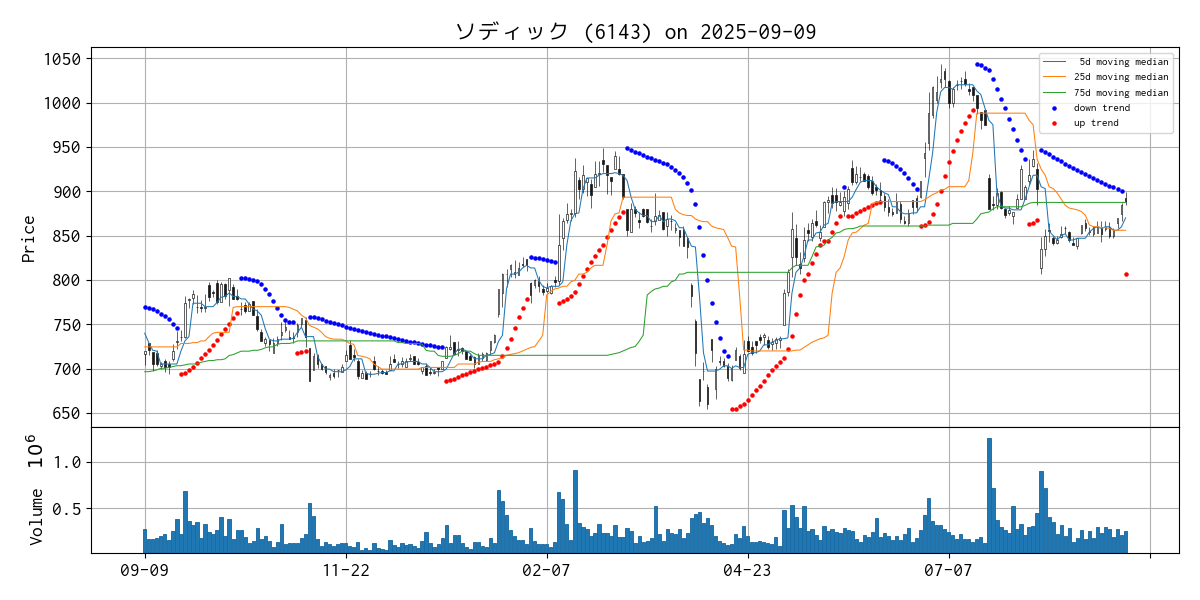 ソディック (6143) on 2025-09-09
1050
1000
950
900
850
800
750
700
650
Price
5d moving median
25d moving median
75d moving median
down trend
up trend
1.0
0.5
Volume 10^6
09-09
11-22
02-07
04-23
07-07